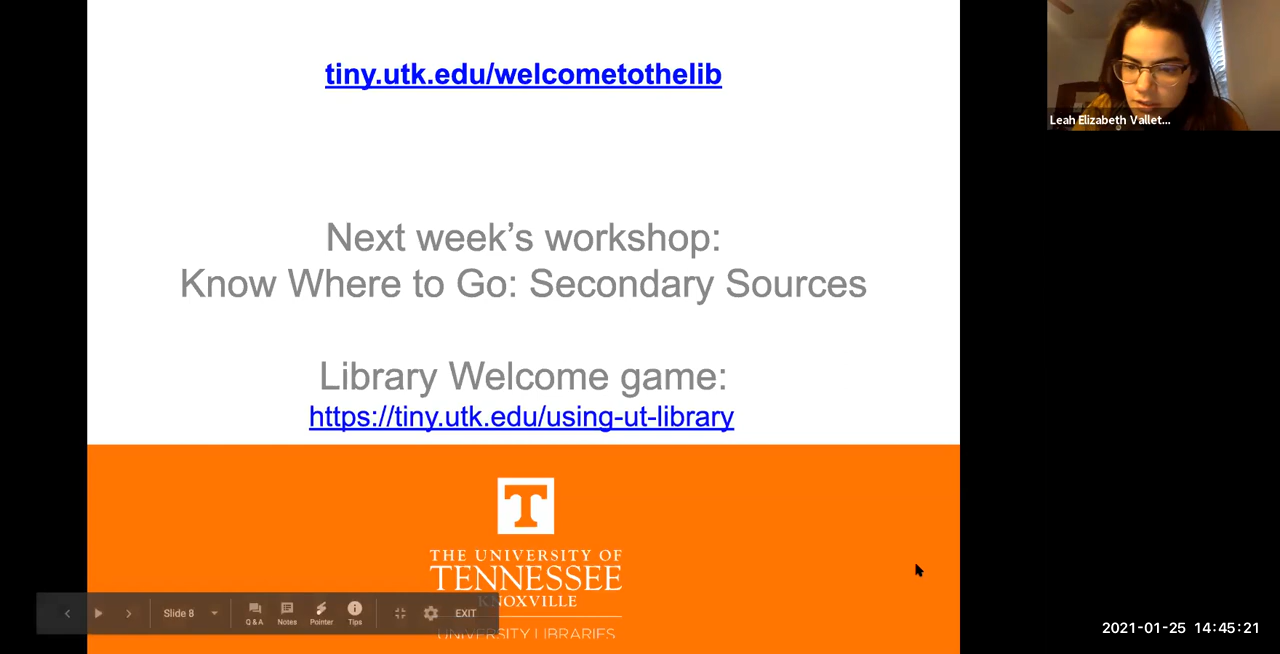 tiny.utk.edu/welcometothelib
Leah Elizabeth Vallet...
Next week’s workshop:
Know Where to Go: Secondary Sources
Library Welcome game:
https://tiny.utk.edu/using-ut-library
T
THE UNIVERSITY OF
TENNESSEE
KNOXVILLE
UNIVERSITY LIBRARIES
Slide 8
Q & A
Notes
Pointer
Tips
EXIT
2021-01-25 14:45:21